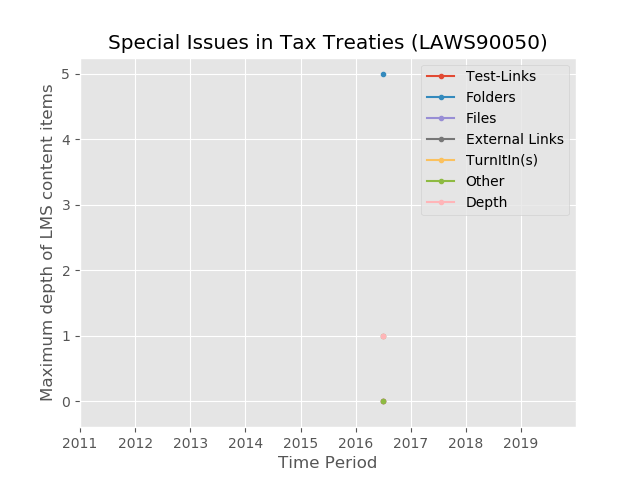 Special Issues in Tax Treaties (LAWS90050)
Maximum depth of LMS content items
5
4
3
2
1
0
Test-Links
Folders
Files
External Links
TurnItIn(s)
Other
Depth
2011 2012 2013 2014 2015 2016 2017 2018 2019
Time Period